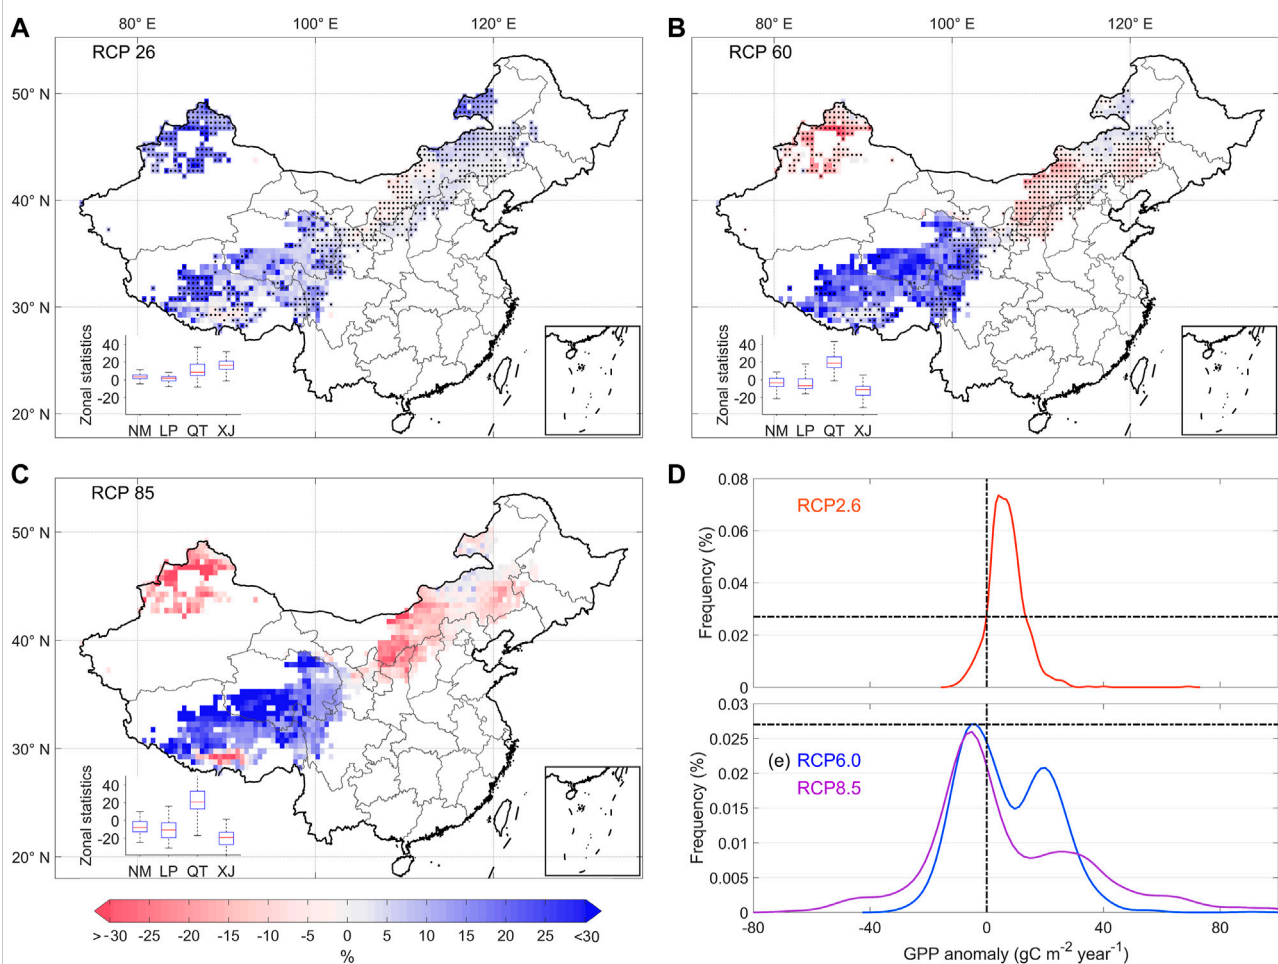 A
80° E 100° E 120° E
RCP 26
50° N
40° N
30° N
20° N
Zonal statistics
40
20
0
-20
NM LP QT XJ
B
80° E 100° E 120° E
RCP 60
50° N
40° N
30° N
20° N
Zonal statistics
40
20
0
-20
NM LP QT XJ
C
RCP 85
50° N
40° N
30° N
20° N
Zonal statistics
40
20
0
-20
NM LP QT XJ
>-30 -25 -20 -15 -10 -5 0 5 10 15 20 25 <30
%
D
RCP2.6
Frequency (%)
0.08
0.06
0.04
0.02
0
(e) RCP6.0
RCP8.5
Frequency (%)
0.03
0.025
0.02
0.015
0.01
0.005
0
-80 -40 0 40 80
GPP anomaly (gC m⁻² year⁻¹)